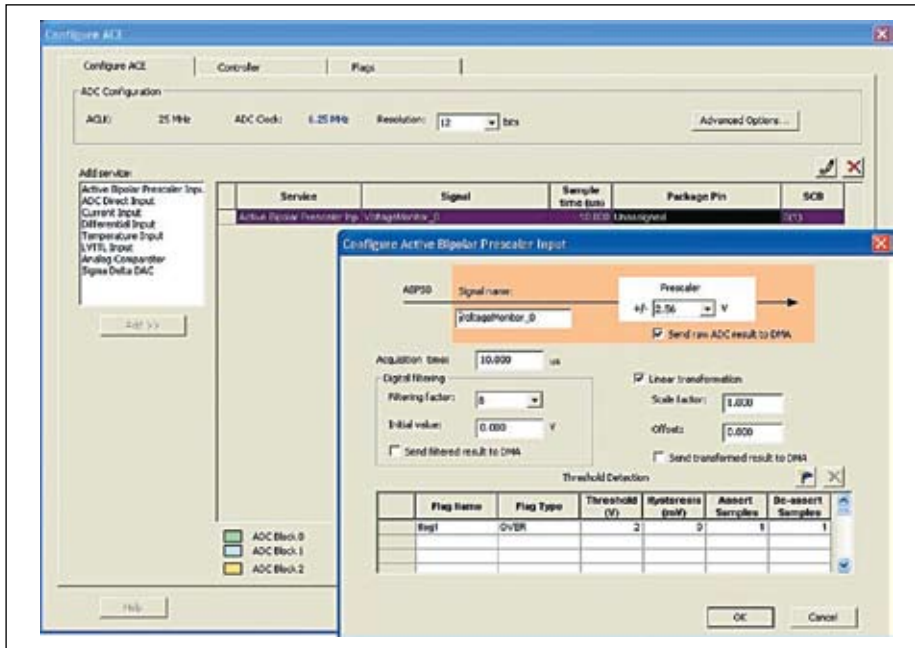 Configure ACE
Configure ACE Controller Flags
ADC Configuration
ACLK: 25 MHz ADC Clock: 6.25 MHz Resolution: 12 bits Advanced Options...
Add service:
Active Bipolar Prescaler Inpu
ADC Direct Input
Current Input
Differential Input
Temperature Input
LVTTL Input
Analog Comparator
Sigma Delta DAC
Add >>
Service Signal Sample time (us) Package Pin SCB
Active Bipolar Prescaler Inp VoltageMonitor_0 10.000 Unassigned
Configure Active Bipolar Prescaler Input
ABPS0 Signal name: Prescaler
VoltageMonitor_0 +/- 2.56 V
Send raw ADC result to DMA
Acquisition time: 10.000 us
Digital filtering
Linear transformation
Filtering factor: 8
Scale factor: 1.000
Initial value: 0.000 V
Offset: 0.000
Send filtered result to DMA
Send transformed result to DMA
Threshold Detection
Flag Name Flag Type Threshold (V) Hysteresis (mV) Assert Samples De-assert Samples
flag1 OVER 2 0 1 1
ADC Block 0
ADC Block 1
ADC Block 2
Help
OK Cancel